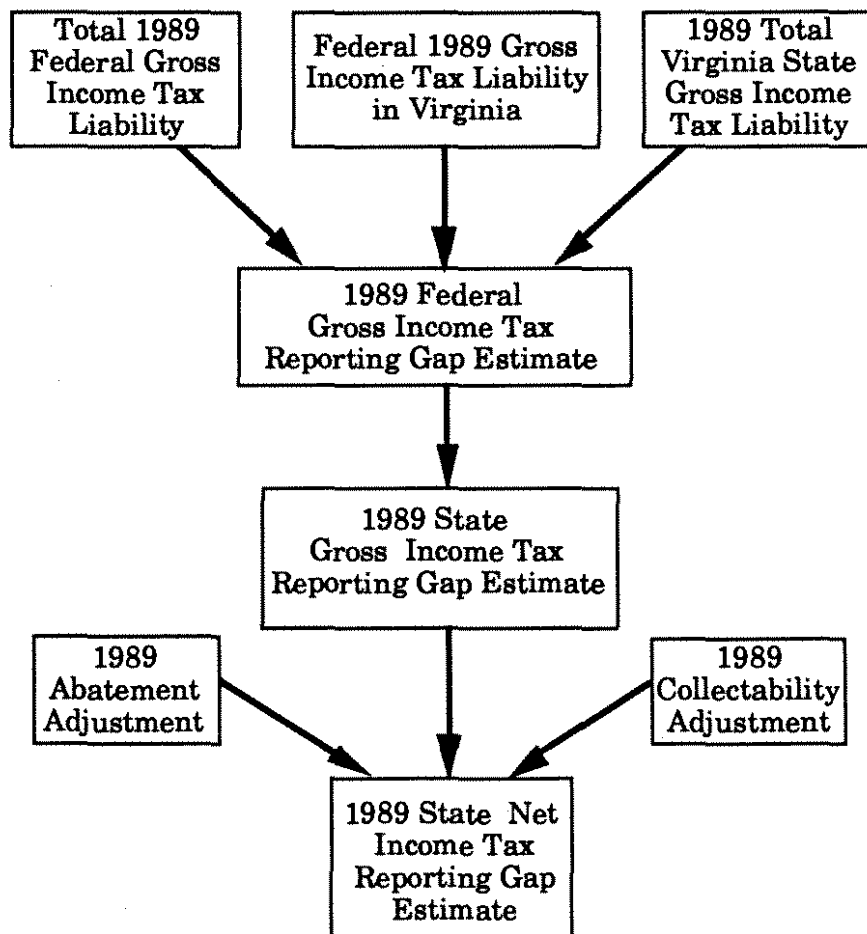 Total 1989
Federal Gross
Income Tax
Liability
Federal 1989 Gross
Income Tax Liability
in Virginia
1989 Total
Virginia State
Gross Income
Tax Liability
1989 Federal
Gross Income Tax
Reporting Gap Estimate
1989 State
Gross Income Tax
Reporting Gap Estimate
1989
Abatement
Adjustment
1989
Collectability
Adjustment
1989 State Net
Income Tax
Reporting Gap
Estimate